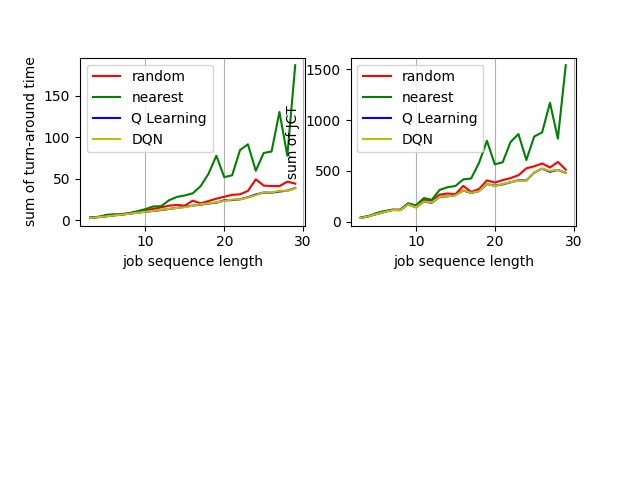 sum of turn-around time
150
100
50
0
random
nearest
Q Learning
DQN
10
20
30
job sequence length
sum of JCT
1500
1000
500
0
random
nearest
Q Learning
DQN
10
20
30
job sequence length